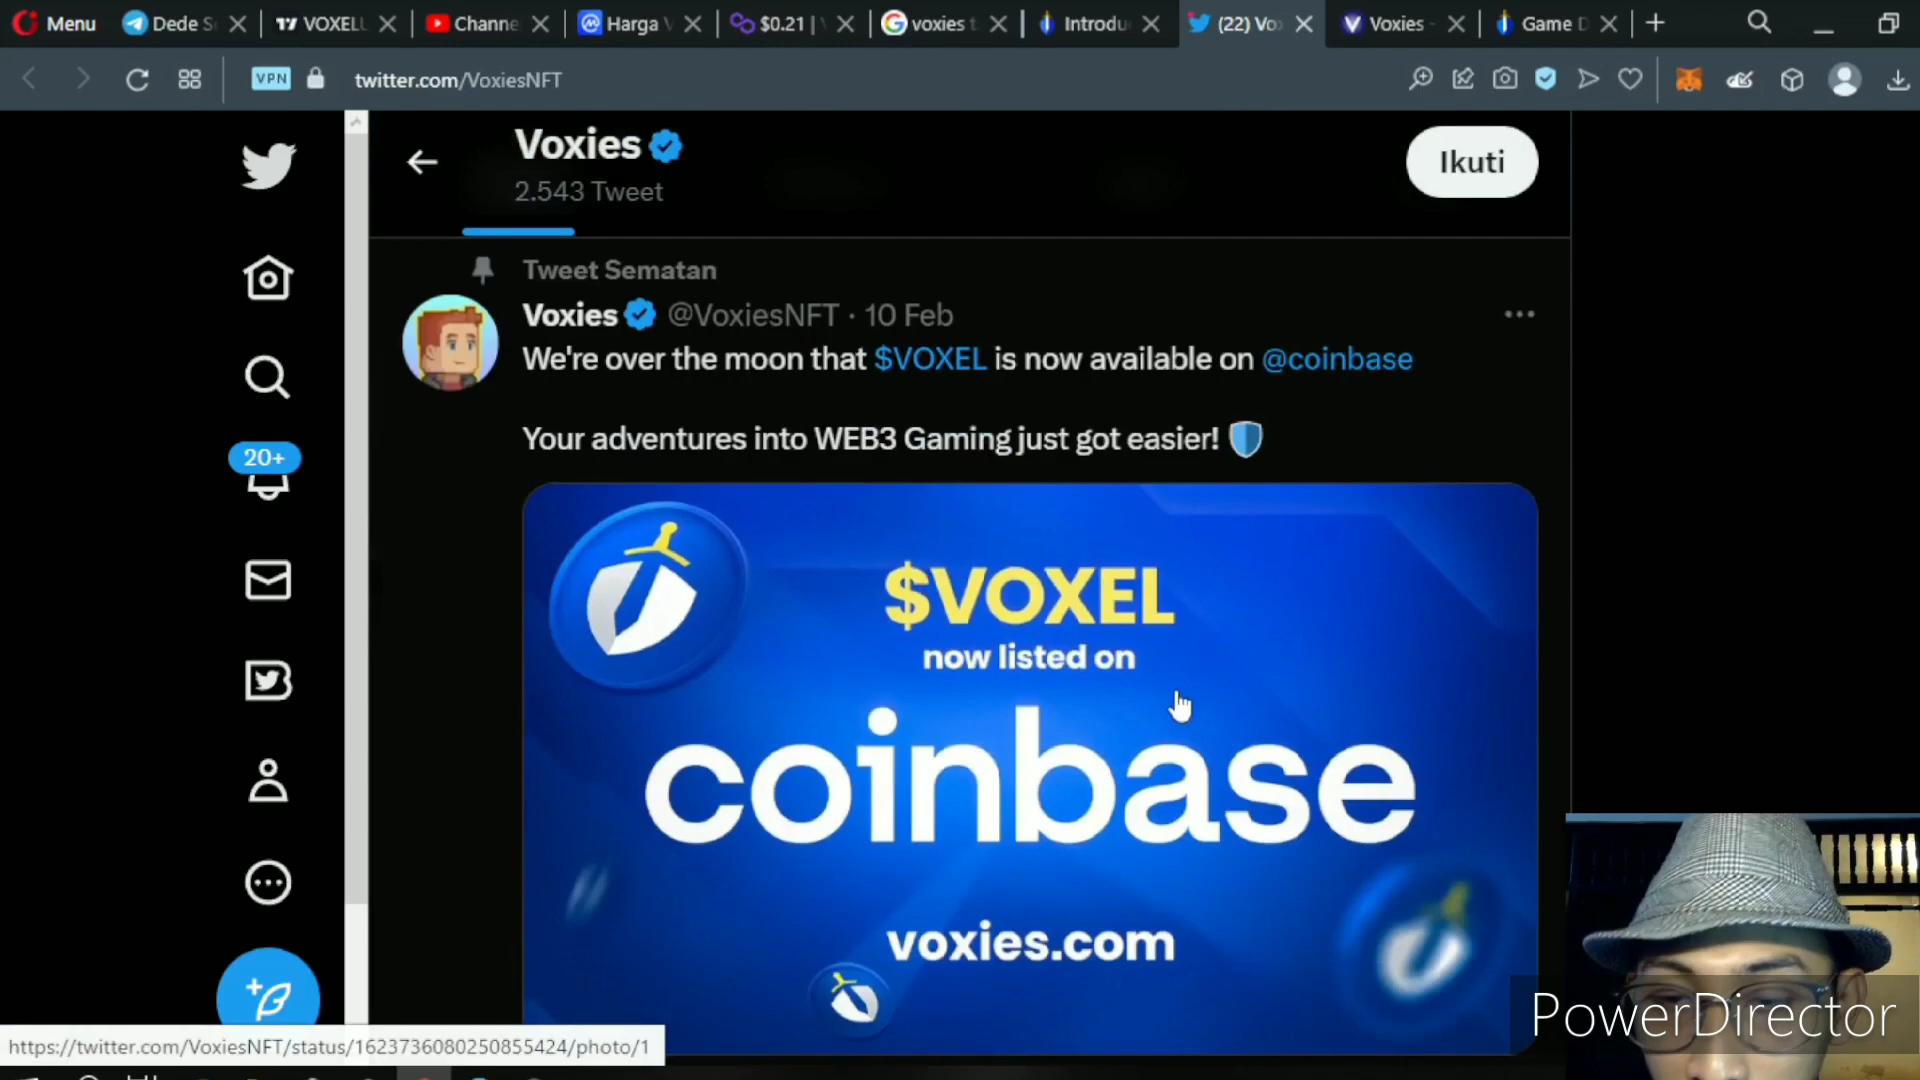 Menu
Dede S
VOXELU
Channe
Harga V
$0.21 | V
voxies t
Introdu
(22) Vo
Voxies -
Game D
VPN
twitter.com/VoxiesNFT
Voxies
2.543 Tweet
Ikuti
Tweet Sematan
Voxies @VoxiesNFT · 10 Feb
We're over the moon that $VOXEL is now available on @coinbase
Your adventures into WEB3 Gaming just got easier!
20+
$VOXEL
now listed on
coinbase
voxies.com
PowerDirector
https://twitter.com/VoxiesNFT/status/1623736080250855424/photo/1